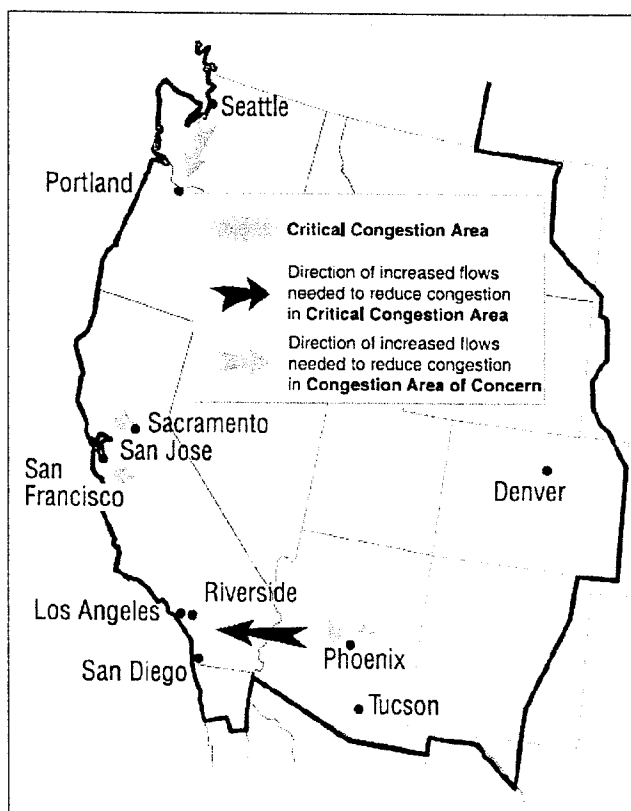 Seattle
Portland
Critical Congestion Area
Direction of increased flows
needed to reduce congestion
in Critical Congestion Area
Direction of increased flows
needed to reduce congestion
in Congestion Area of Concern
Sacramento
San Jose
San
Francisco
Denver
Riverside
Los Angeles
Phoenix
San Diego
Tucson